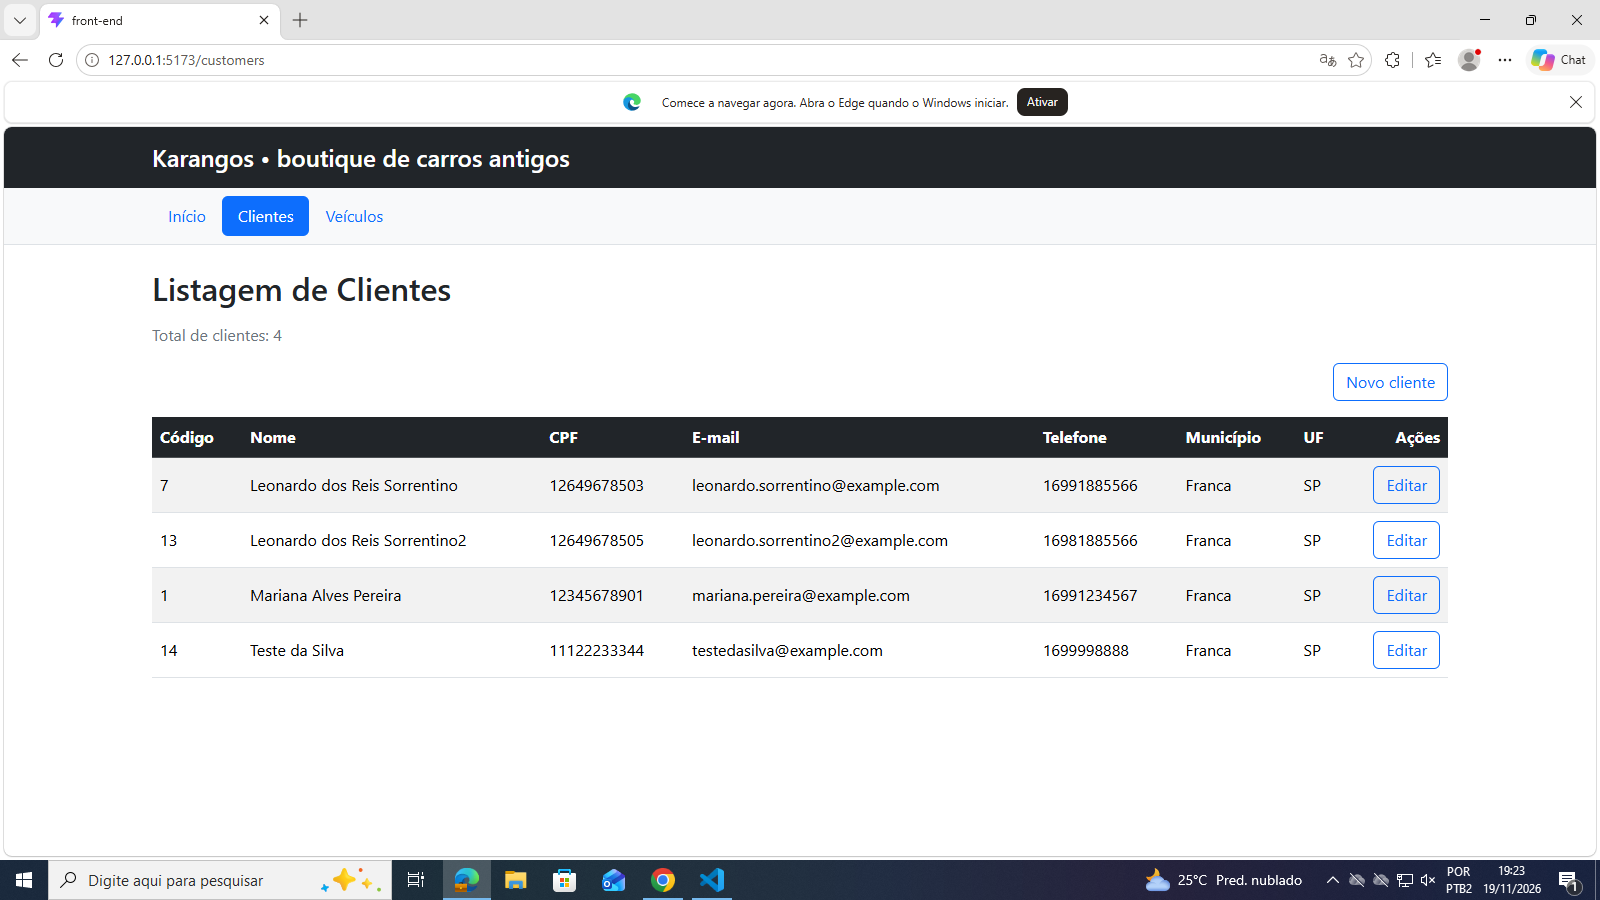 front-end
127.0.0.1:5173/customers
Chat
Comece a navegar agora. Abra o Edge quando o Windows iniciar. Ativar
Karangos • boutique de carros antigos
Início Clientes Veículos
Listagem de Clientes
Total de clientes: 4
Novo cliente
Código Nome CPF E-mail Telefone Município UF Ações
7 Leonardo dos Reis Sorrentino 12649678503 leonardo.sorrentino@example.com 16991885566 Franca SP Editar
13 Leonardo dos Reis Sorrentino2 12649678505 leonardo.sorrentino2@example.com 16981885566 Franca SP Editar
1 Mariana Alves Pereira 12345678901 mariana.pereira@example.com 16991234567 Franca SP Editar
14 Teste da Silva 11122233344 testedasilva@example.com 1699998888 Franca SP Editar
Digite aqui para pesquisar
25°C Pred. nublado
POR
PTB2
19:23
19/11/2026
1